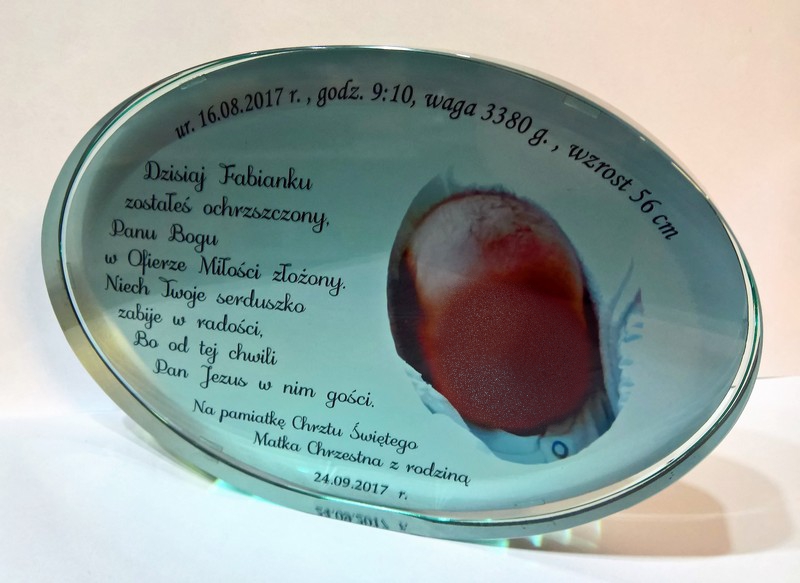 ur. 16.08.2017 r. , godz. 9:10, waga 3380 g. , wzrost 56 cm
Dzisiaj Fabianku
zostałeś ochrzszczony,
Panu Bogu
w Ofierze Miłości złożony.
Niech Twoje serduszko
zabije w radości,
Bo od tej chwili
Pan Jezus w nim gości.
Na pamiatkę Chrztu Świętego
Matka Chrzestna z rodziną
24.09.2017 r.